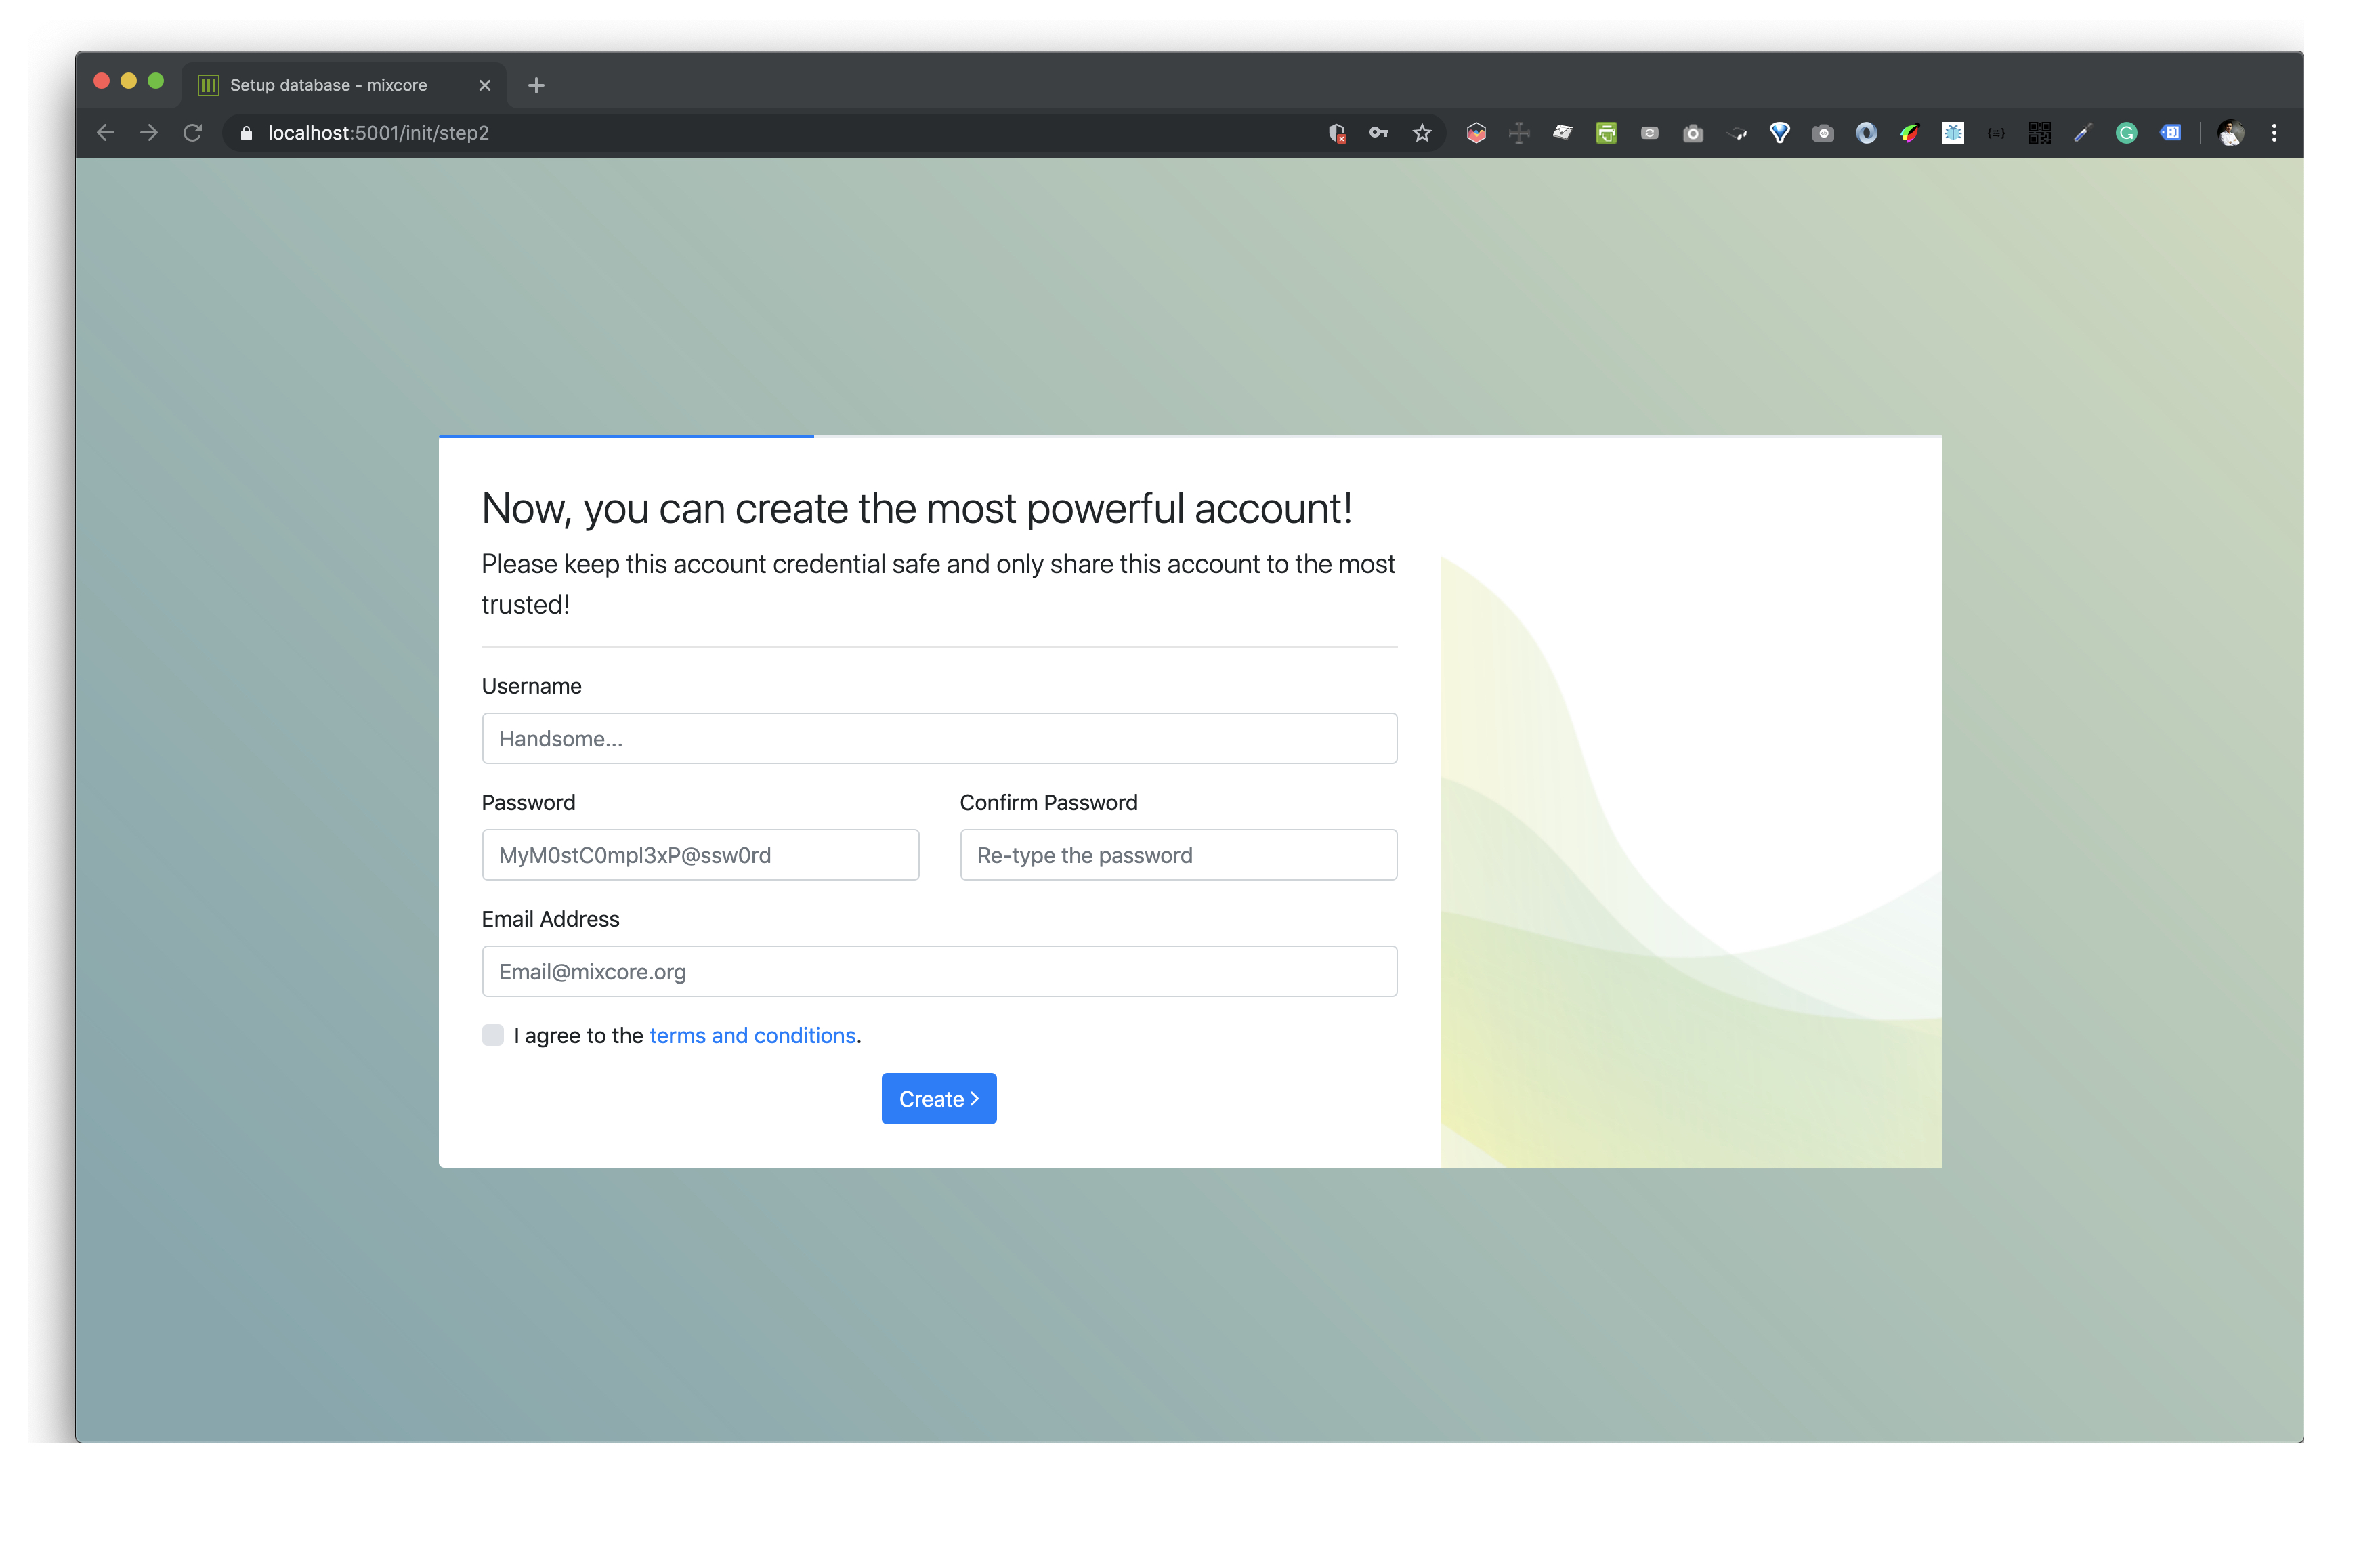 Setup database - mixcore
localhost:5001/init/step2
Now, you can create the most powerful account!
Please keep this account credential safe and only share this account to the most
trusted!
Username
Handsome...
Password
Confirm Password
MyM0stC0mpl3xP@ssw0rd
Re-type the password
Email Address
Email@mixcore.org
I agree to the terms and conditions.
Create